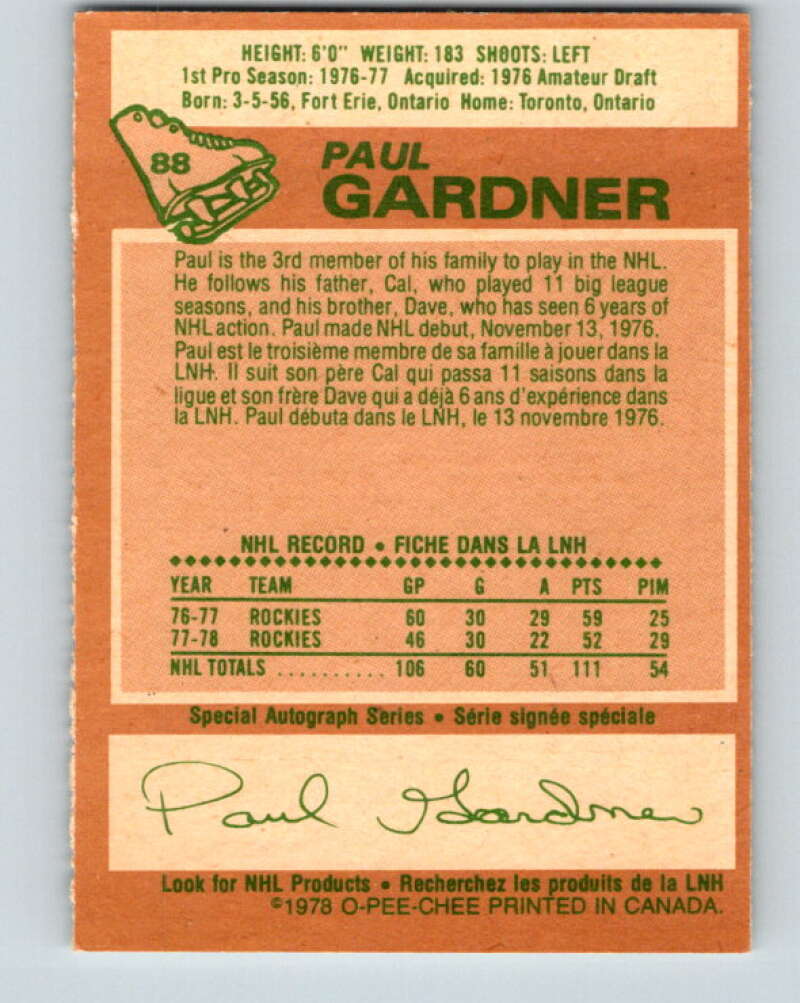 HEIGHT: 6'0" WEIGHT: 183 SHOOTS: LEFT
1st Pro Season: 1976-77 Acquired: 1976 Amateur Draft
Born: 3-5-56, Fort Erie, Ontario Home: Toronto, Ontario
88
PAUL
GARDNER
Paul is the 3rd member of his family to play in the NHL.
He follows his father, Cal, who played 11 big league
seasons, and his brother, Dave, who has seen 6 years of
NHL action. Paul made NHL debut, November 13, 1976.
Paul est le troisième membre de sa famille à jouer dans la
LNH. Il suit son père Cal qui passa 11 saisons dans la
ligue et son frère Dave qui a déjà 6 ans d'expérience dans
la LNH. Paul débuta dans le LNH, le 13 novembre 1976.
NHL RECORD • FICHE DANS LA LNH
YEAR TEAM GP G A PTS PIM
76-77 ROCKIES 60 30 29 59 25
77-78 ROCKIES 46 30 22 52 29
NHL TOTALS .......... 106 60 51 111 54
Special Autograph Series • Série signée spéciale
Paul Gardner
Look for NHL Products • Recherchez les produits de la LNH
©1978 O-PEE-CHEE PRINTED IN CANADA.